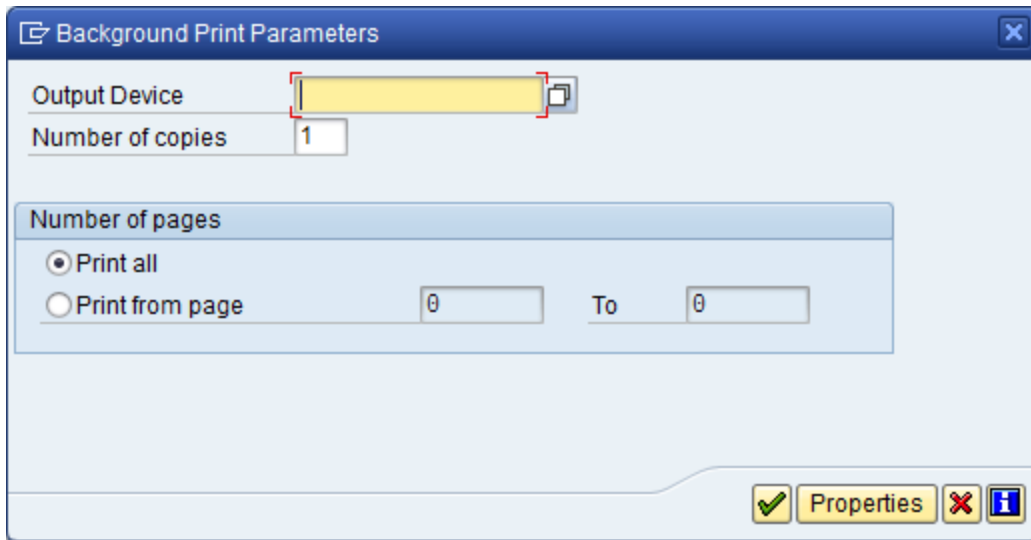 Background Print Parameters
Output Device
Number of copies 1
Number of pages
Print all
Print from page 0 To 0
Properties